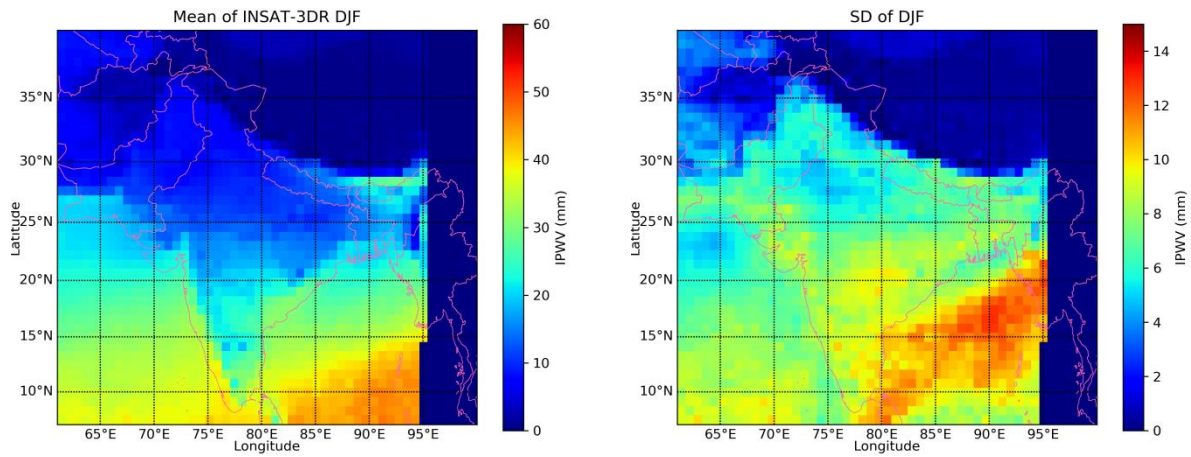 Mean of INSAT-3DR DJF
35°N
30°N
25°N
20°N
15°N
10°N
Latitude
65°E 70°E 75°E 80°E 85°E 90°E 95°E
Longitude
60
50
40
30
20
10
0
IPWV (mm)
SD of DJF
35°N
30°N
25°N
20°N
15°N
10°N
Latitude
65°E 70°E 75°E 80°E 85°E 90°E 95°E
Longitude
14
12
10
8
6
4
2
0
IPWV (mm)